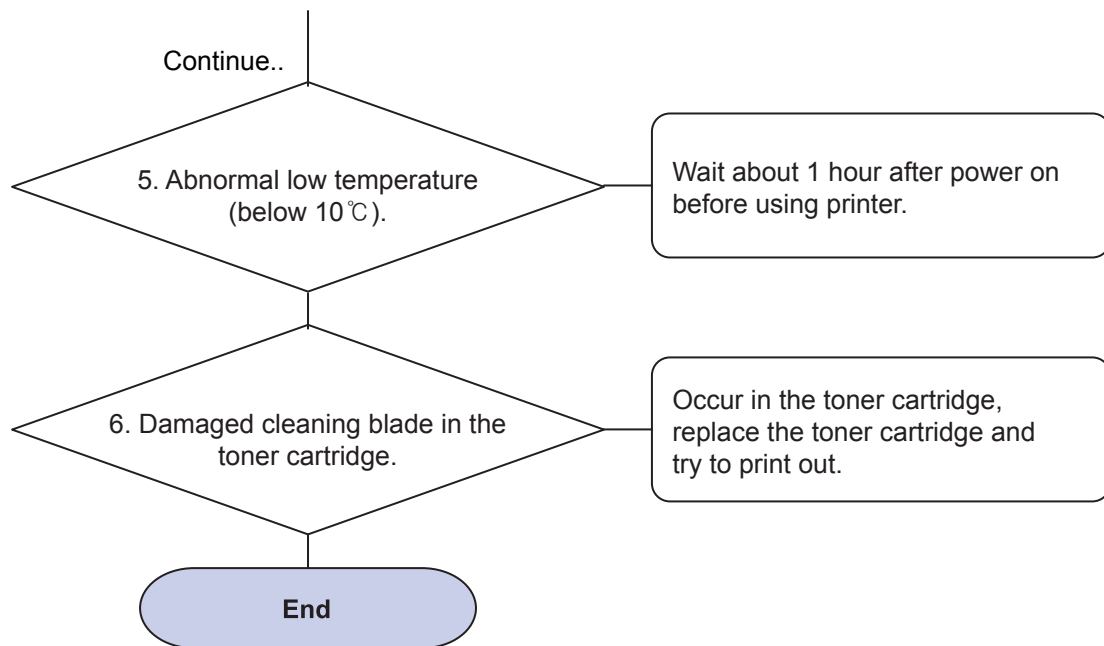 Continue..
5. Abnormal low temperature
(below 10℃).
Wait about 1 hour after power on
before using printer.
6. Damaged cleaning blade in the
toner cartridge.
Occur in the toner cartridge,
replace the toner cartridge and
try to print out.
End